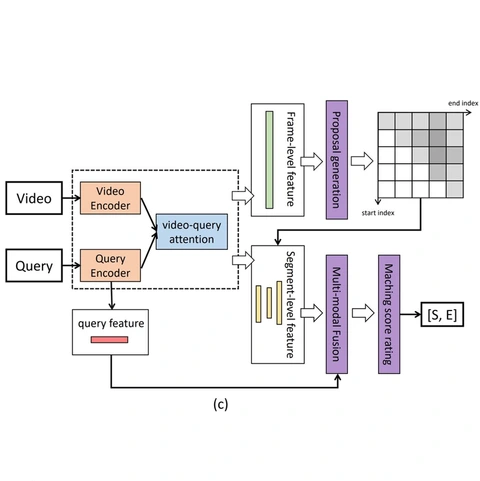 Video
Query
Video
Encoder
Query
Encoder
video-query
attention
query feature
Frame-level feature
Proposal generation
end index
start index
Segment-level feature
Multi-modal Fusion
Maching score
rating
[S, E]
(c)